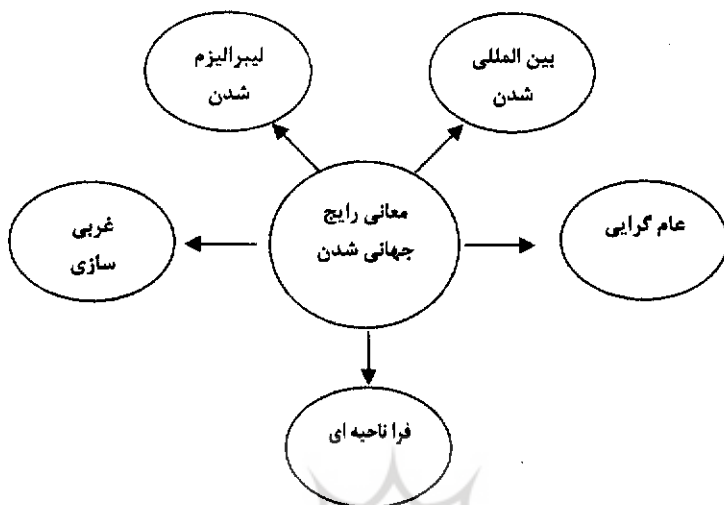 بین المللی
شدن
لیبرالیزم
شدن
معانی رایج
جهانی شدن
عام گرایی
غربی
سازی
فرا ناحیه ای